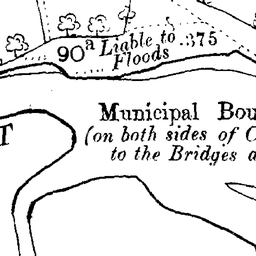 90ª Liable to .375
Floods
Municipal Bou
(on both sides of C
to the Bridges a
T